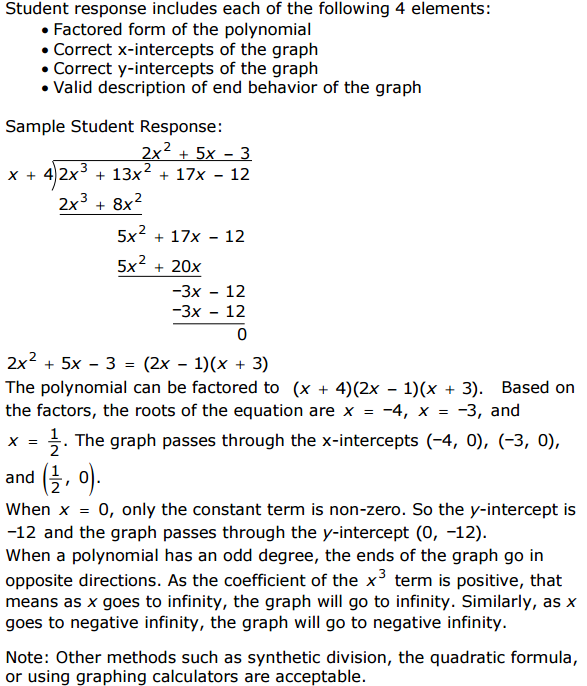 Student response includes each of the following 4 elements:
• Factored form of the polynomial
• Correct x-intercepts of the graph
• Correct y-intercepts of the graph
• Valid description of end behavior of the graph
Sample Student Response:
2x² + 5x − 3
x + 4)2x³ + 13x² + 17x − 12
2x³ + 8x²
5x² + 17x − 12
5x² + 20x
−3x − 12
−3x − 12
0
2x² + 5x − 3 = (2x − 1)(x + 3)
The polynomial can be factored to (x + 4)(2x − 1)(x + 3). Based on
the factors, the roots of the equation are x = −4, x = −3, and
x = 1/2. The graph passes through the x-intercepts (−4, 0), (−3, 0),
and (1/2, 0).
When x = 0, only the constant term is non-zero. So the y-intercept is
−12 and the graph passes through the y-intercept (0, −12).
When a polynomial has an odd degree, the ends of the graph go in
opposite directions. As the coefficient of the x³ term is positive, that
means as x goes to infinity, the graph will go to infinity. Similarly, as x
goes to negative infinity, the graph will go to negative infinity.
Note: Other methods such as synthetic division, the quadratic formula,
or using graphing calculators are acceptable.